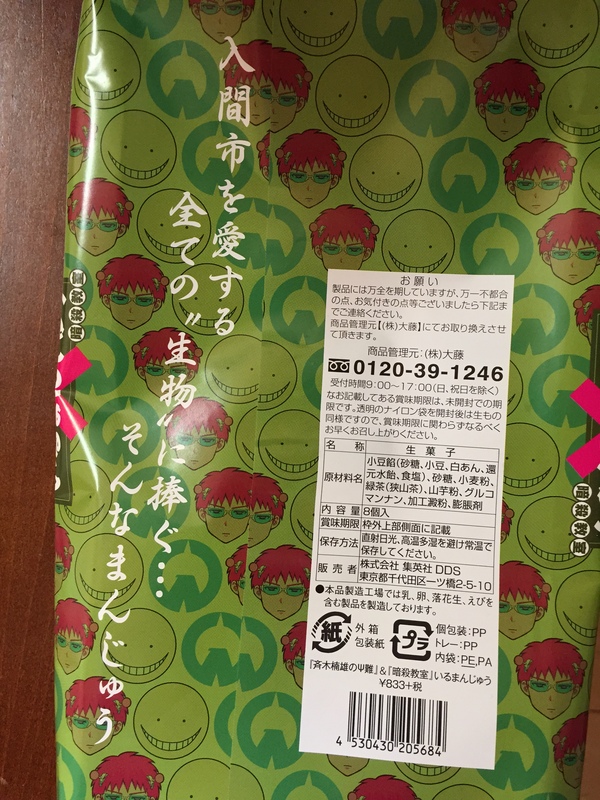 入間市を愛する
全ての〝生物〟に捧ぐ…
そんなまんじゅう
お願い
製品には万全を期していますが、万一不都合
の点、お気付きの点等ございましたら下記ま
でご連絡ください。
商品管理元【(株)大藤】にてお取り換えさせ
て頂きます。
商品管理元:(株)大藤
0120-39-1246
受付時間9:00〜17:00(日、祝日を除く)
なお記載してある賞味期限は、未開封での期
限です。透明のナイロン袋を開封後は生もの
同様ですので、賞味期限に関わらずなるべく
お早くお召し上がりください。
名 称 生 菓 子
原材料名 小豆餡(砂糖、小豆、白あん、還
元水飴、食塩)、砂糖、小麦粉、
緑茶(狭山茶)、山芋粉、グルコ
マンナン、加工澱粉、膨脹剤
内 容 量 8個入
賞味期限 枠外上部側面に記載
保存方法 直射日光、高温多湿を避け常温で
保存してください。
販 売 者 株式会社 集英社 DDS
東京都千代田区一ツ橋2-5-10
●本品製造工場では乳、卵、落花生、えびを
含む製品を製造しております。
紙 外 箱
包装紙
プラ 個包装:PP
トレー:PP
内袋:PE,PA
『斉木楠雄のΨ難』&『暗殺教室』いるまんじゅう
¥833+税
4 530430 205684
暗殺教室
暗殺教室